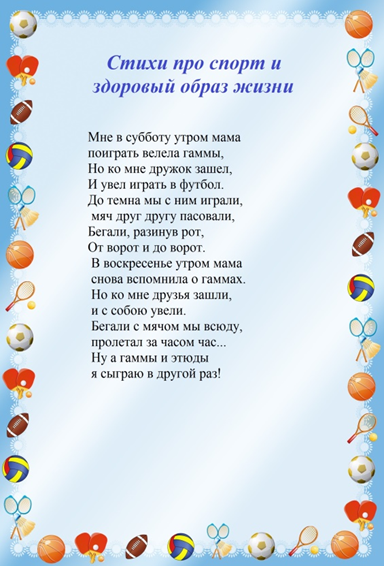 Стихи про спорт и
здоровый образ жизни
Мне в субботу утром мама
поиграть велела гаммы,
Но ко мне дружок зашел,
И увел играть в футбол.
До темна мы с ним играли,
мяч друг другу пасовали,
Бегали, разинув рот,
От ворот и до ворот.
В воскресенье утром мама
снова вспомнила о гаммах.
Но ко мне друзья зашли,
и с собою увели.
Бегали с мячом мы всюду,
пролетал за часом час...
Ну а гаммы и этюды
я сыграю в другой раз!